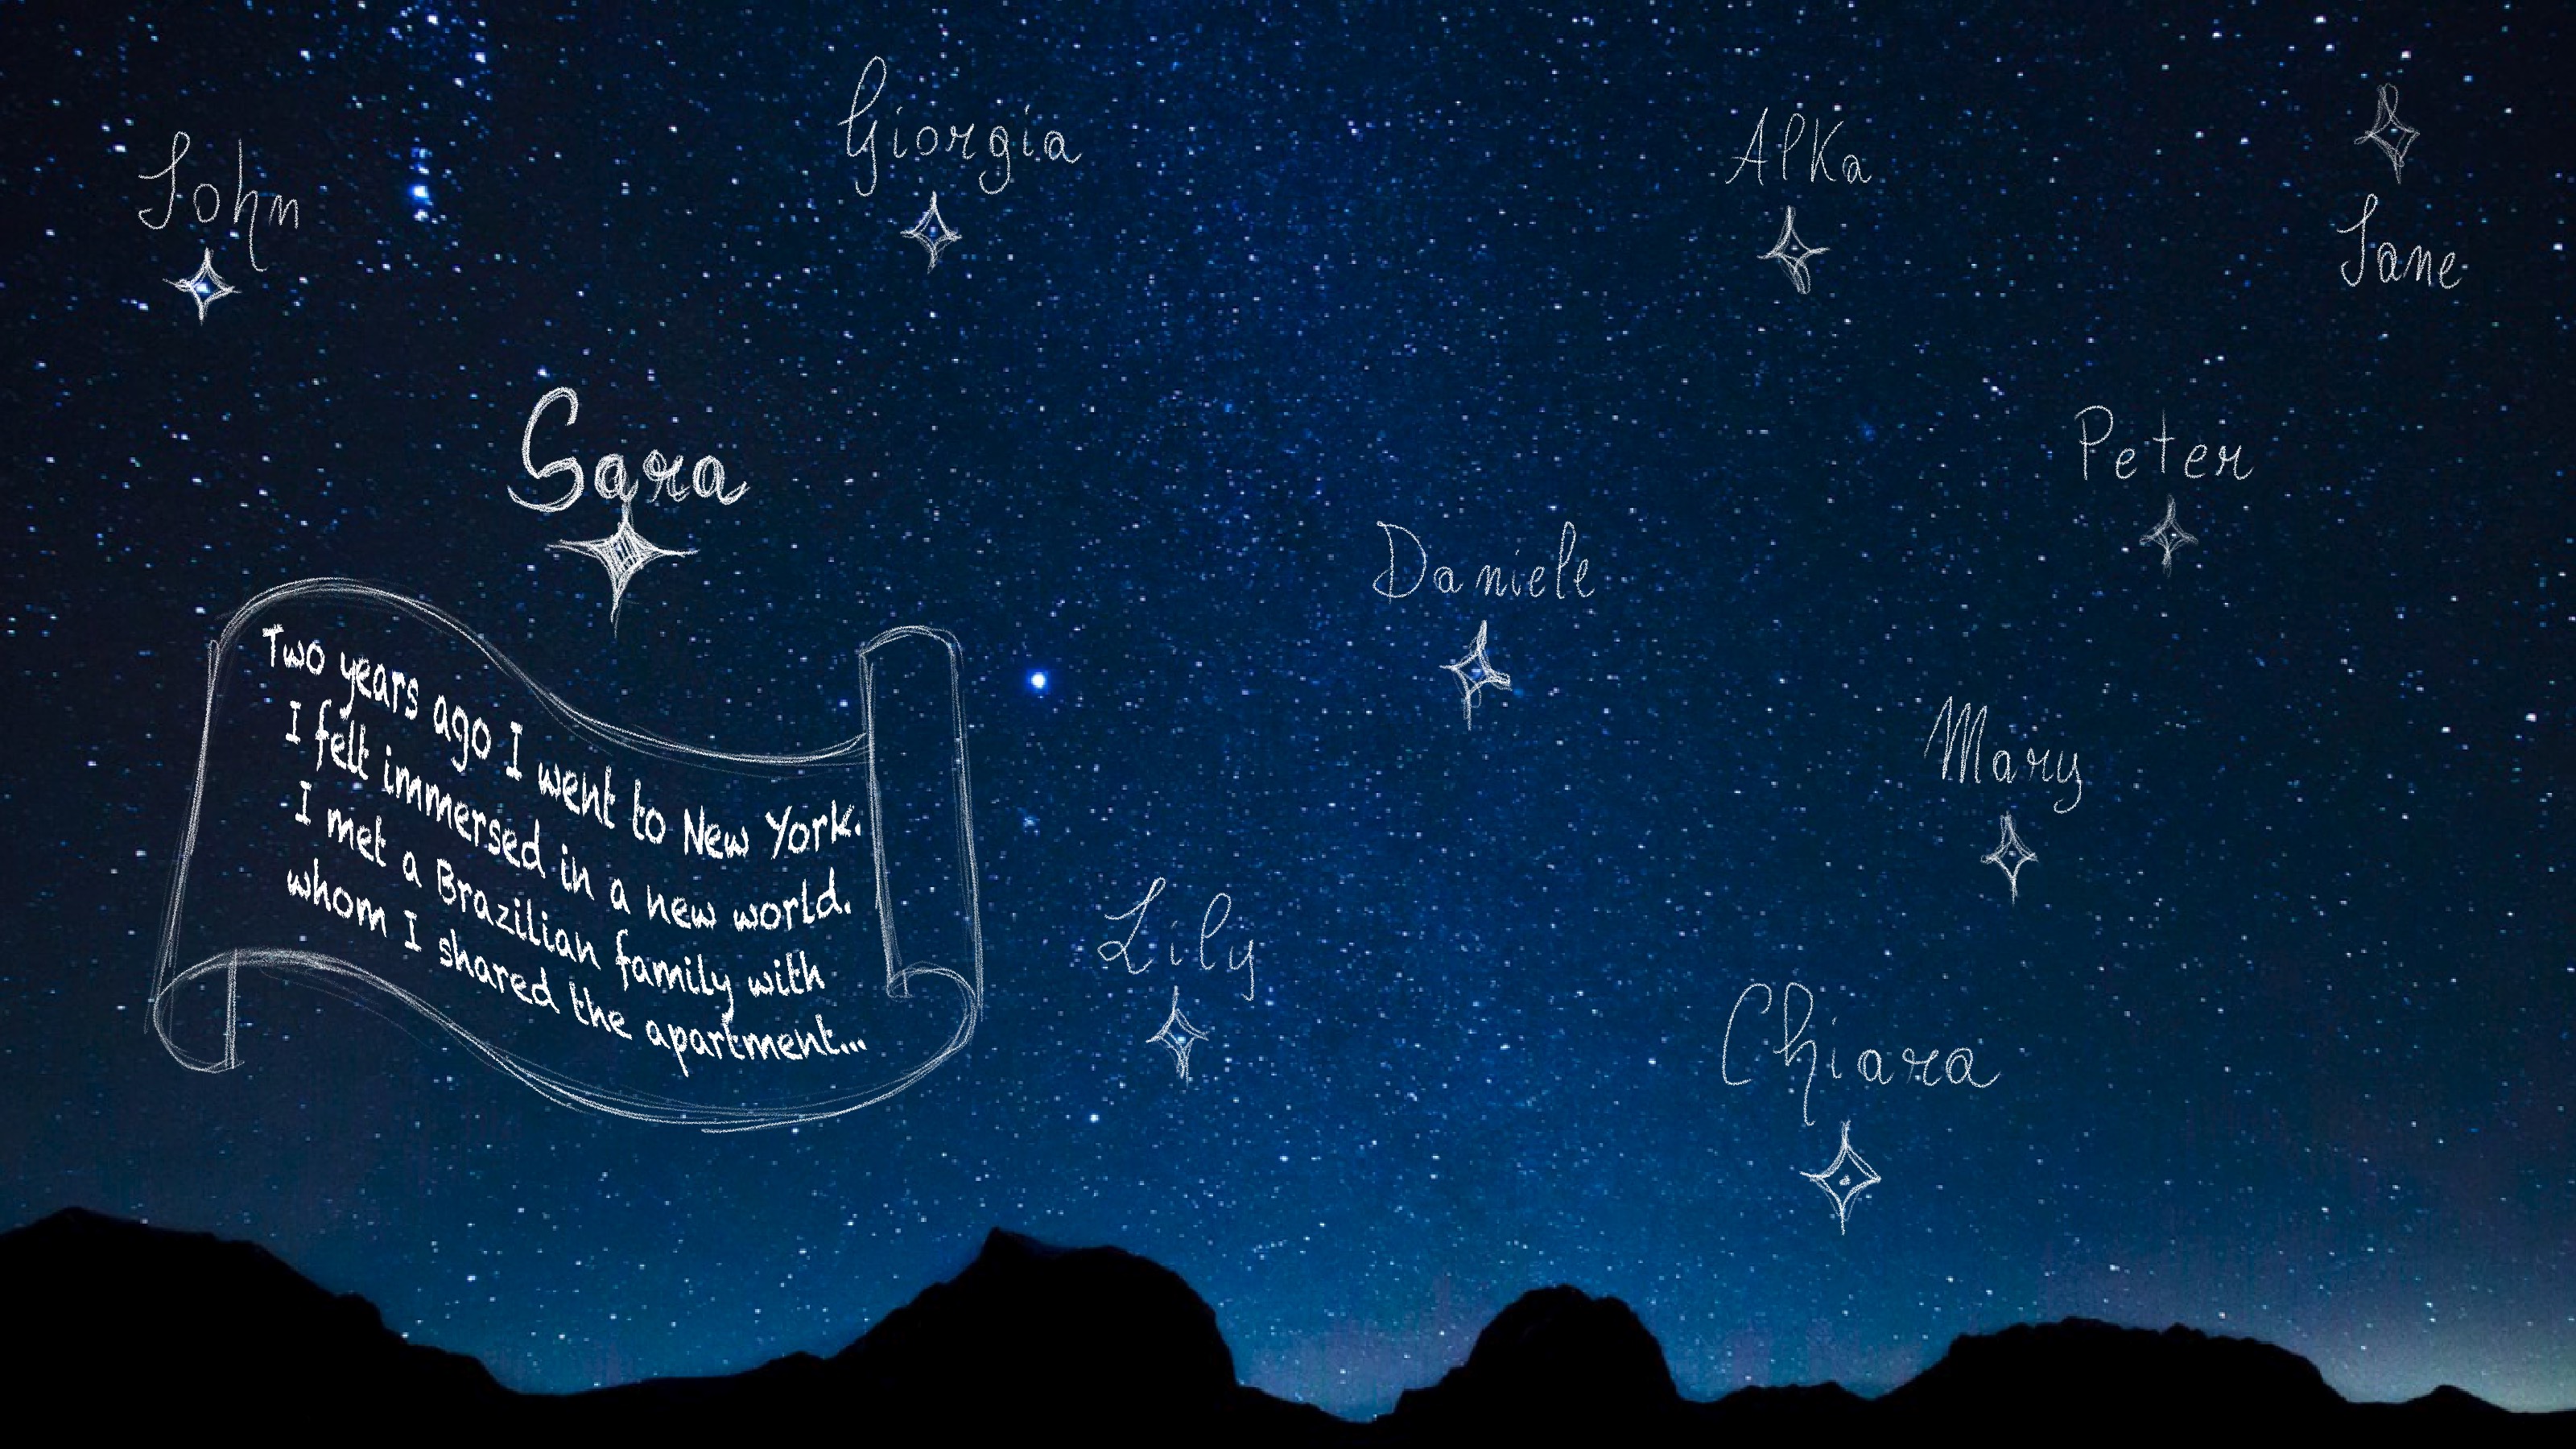 Giorgia
Alka
John
Jane
Sara
Peter
Daniele
Two years ago I went to New York.
I felt immersed in a new world.
I met a Brazilian family with
whom I shared the apartment...
Mary
Lily
Chiara